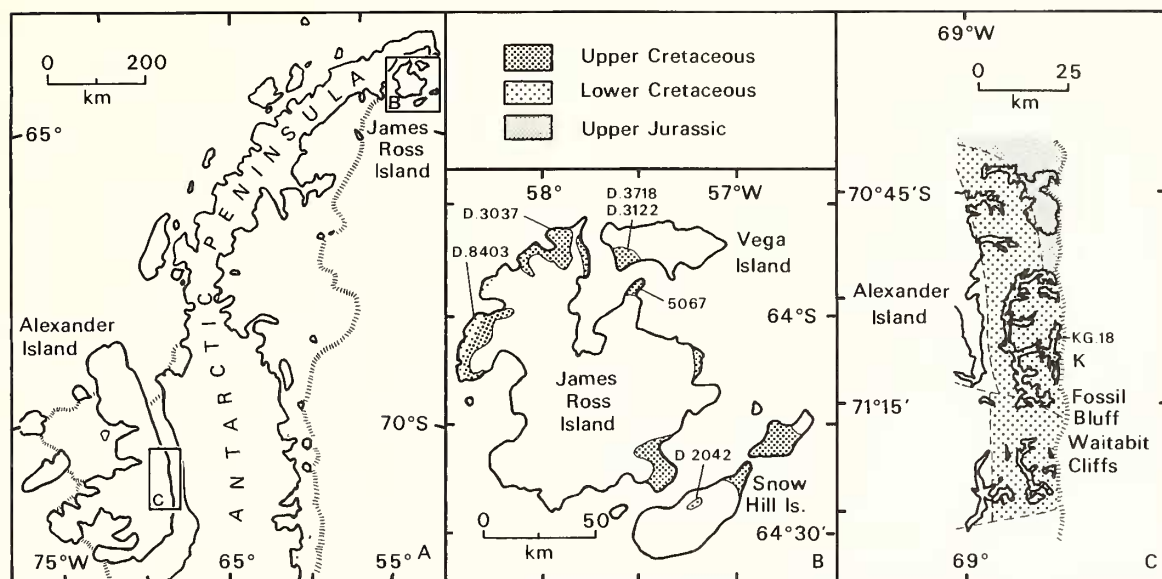 0 200
km
65°
ANTARCTIC PENINSULA
B
James
Ross
Island
Alexander
Island
70°S
C
75°W
65°
55°
A
Upper Cretaceous
Lower Cretaceous
Upper Jurassic
58°
57°W
D.3718
D.3122
D.3037
D.8403
Vega
Island
5067
64°S
James
Ross
Island
D 2042
Snow
Hill Is.
0 50
km
64°30'
B
69°W
0 25
km
70°45'S
Alexander
Island
KG.18
K
71°15'
Fossil
Bluff
Waitabit
Cliffs
69°
C